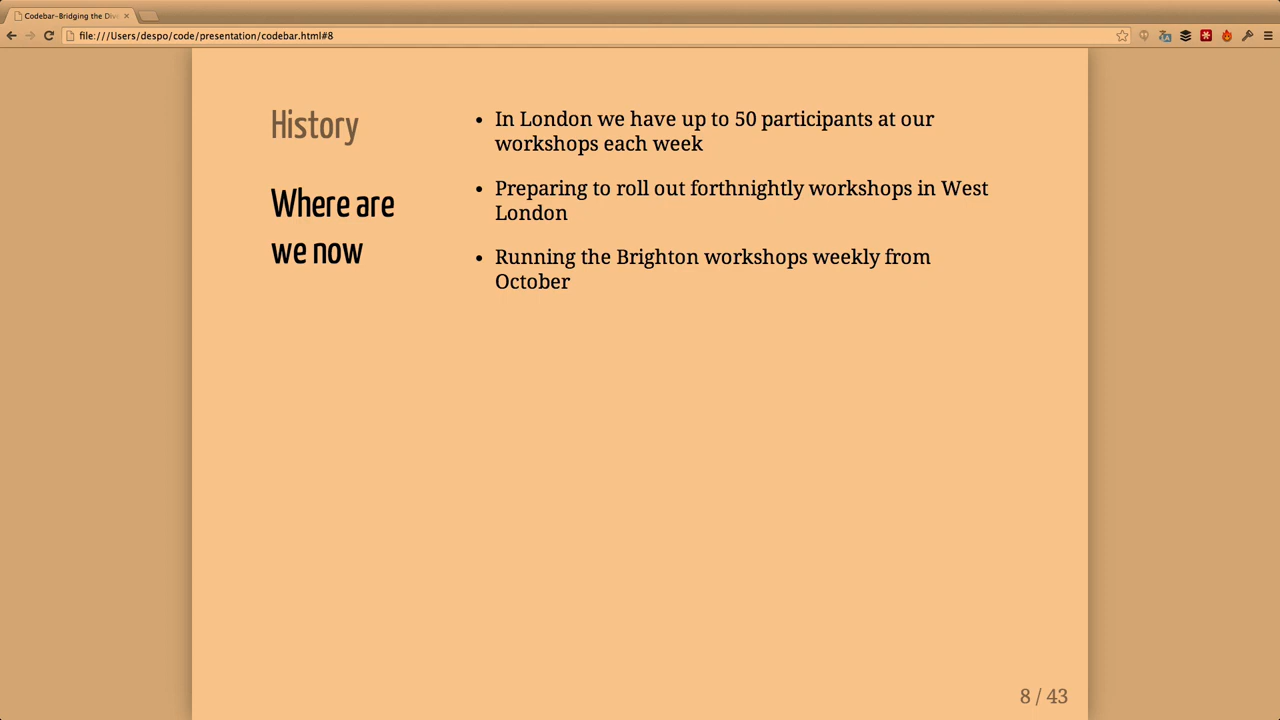 Codebar-Bridging the Div
file:///Users/despo/code/presentation/codebar.html#8
History
Where are
we now
• In London we have up to 50 participants at our
workshops each week
• Preparing to roll out forthnightly workshops in West
London
• Running the Brighton workshops weekly from
October
8 / 43